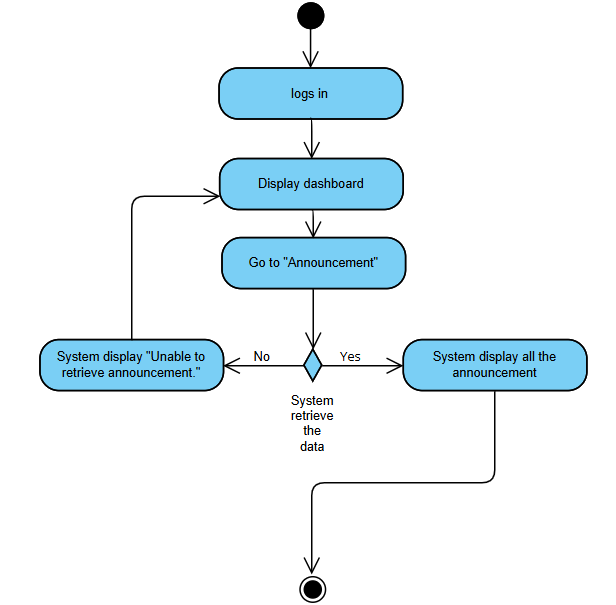 logs in
Display dashboard
Go to "Announcement"
System display "Unable to
retrieve announcement."
No
Yes
System display all the
announcement
System
retrieve
the
data